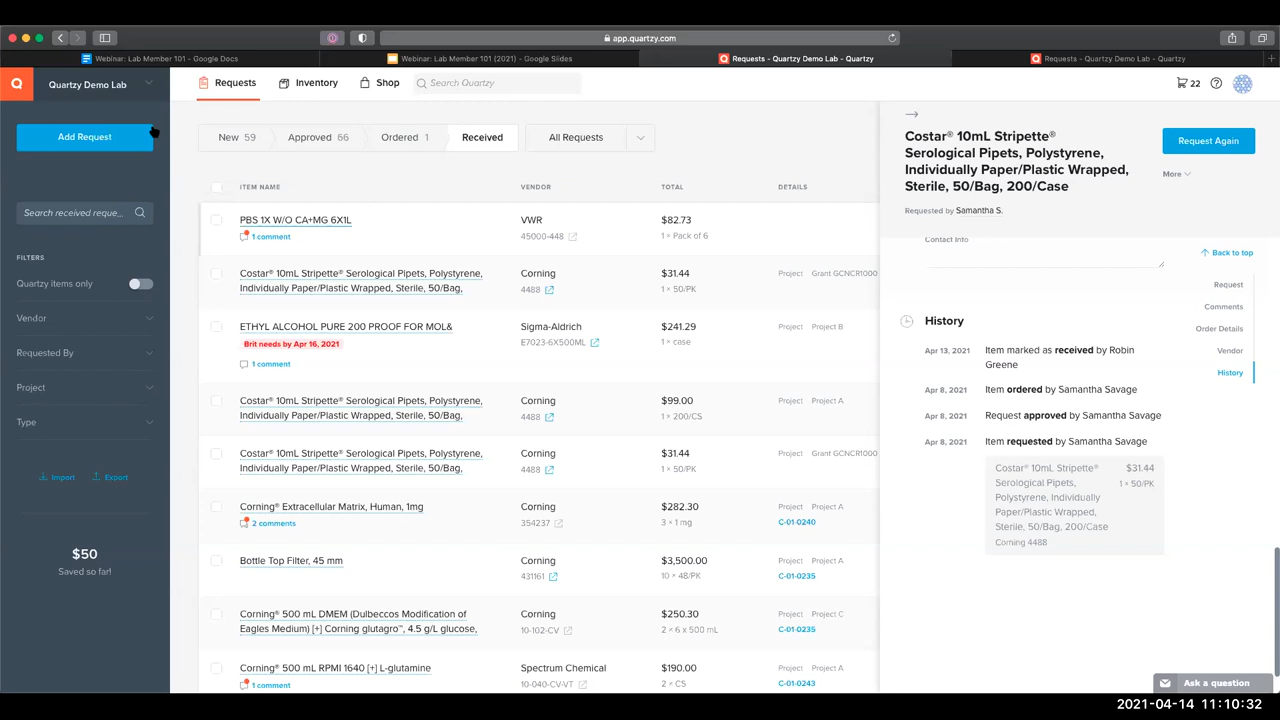 app.quartzy.com
Webinar: Lab Member 101 - Google Docs
Webinar: Lab Member 101 (2021) - Google Slides
Requests - Quartzy Demo Lab - Quartzy
Requests - Quartzy Demo Lab - Quartzy
Quartzy Demo Lab
Requests
Inventory
Shop
Search Quartzy
22
Add Request
Search received reque...
FILTERS
Quartzy items only
Vendor
Requested By
Project
Type
Import
Export
$50
Saved so far!
New 59
Approved 66
Ordered 1
Received
All Requests
ITEM NAME VENDOR TOTAL DETAILS
PBS 1X W/O CA+MG 6X1L VWR $82.73
1 comment 45000-448 1 × Pack of 6
Costar® 10mL Stripette® Serological Pipets, Polystyrene, Corning $31.44 Project Grant GCNCR1000
Individually Paper/Plastic Wrapped, Sterile, 50/Bag, 4488 1 × 50/PK
ETHYL ALCOHOL PURE 200 PROOF FOR MOL& Sigma-Aldrich $241.29 Project Project B
Brit needs by Apr 16, 2021 E7023-6X500ML 1 × case
1 comment
Costar® 10mL Stripette® Serological Pipets, Polystyrene, Corning $99.00 Project Project A
Individually Paper/Plastic Wrapped, Sterile, 50/Bag, 4488 1 × 200/CS
Costar® 10mL Stripette® Serological Pipets, Polystyrene, Corning $31.44 Project Grant GCNCR1000
Individually Paper/Plastic Wrapped, Sterile, 50/Bag, 4488 1 × 50/PK
Corning® Extracellular Matrix, Human, 1mg Corning $282.30 Project Project A
2 comments 354237 3 × 1 mg C-01-0240
Bottle Top Filter, 45 mm Corning $3,500.00 Project Project A
431161 10 × 48/PK C-01-0235
Corning® 500 mL DMEM (Dulbeccos Modification of Corning $250.30 Project Project C
Eagles Medium) [+] Corning glutagro™, 4.5 g/L glucose, 10-102-CV 2 × 6 x 500 mL C-01-0235
Corning® 500 mL RPMI 1640 [+] L-glutamine Spectrum Chemical $190.00 Project Project A
1 comment 10-040-CV-VT 2 × CS C-01-0243
Costar® 10mL Stripette®
Serological Pipets, Polystyrene,
Individually Paper/Plastic Wrapped,
Sterile, 50/Bag, 200/Case
Requested by Samantha S.
Request Again
More
Contact Info
Back to top
Request
Comments
Order Details
Vendor
History
History
Apr 13, 2021 Item marked as received by Robin
Greene
Apr 8, 2021 Item ordered by Samantha Savage
Apr 8, 2021 Request approved by Samantha Savage
Apr 8, 2021 Item requested by Samantha Savage
Costar® 10mL Stripette® $31.44
Serological Pipets, 1 × 50/PK
Polystyrene, Individually
Paper/Plastic Wrapped,
Sterile, 50/Bag, 200/Case
Corning 4488
Ask a question
2021-04-14 11:10:32